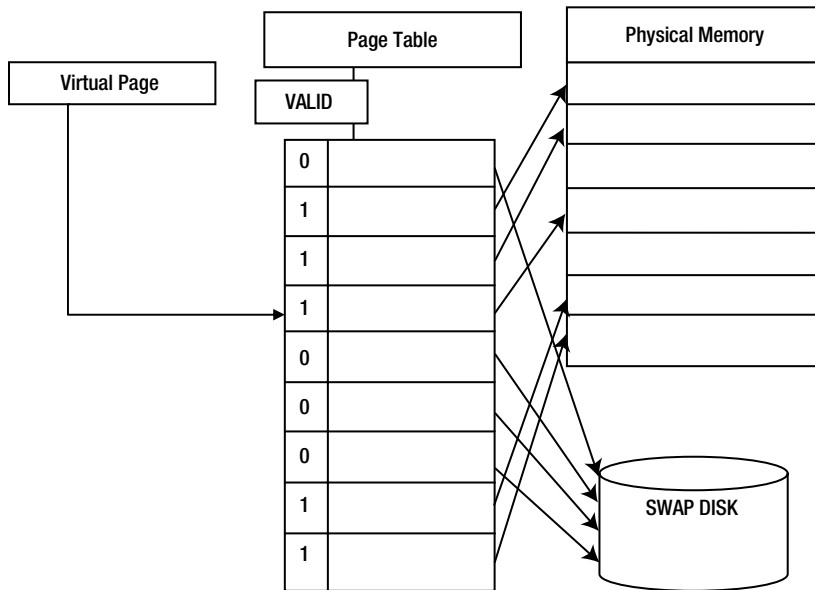 Page Table
Physical Memory
Virtual Page
VALID
0
1
1
1
0
0
0
1
1
SWAP DISK